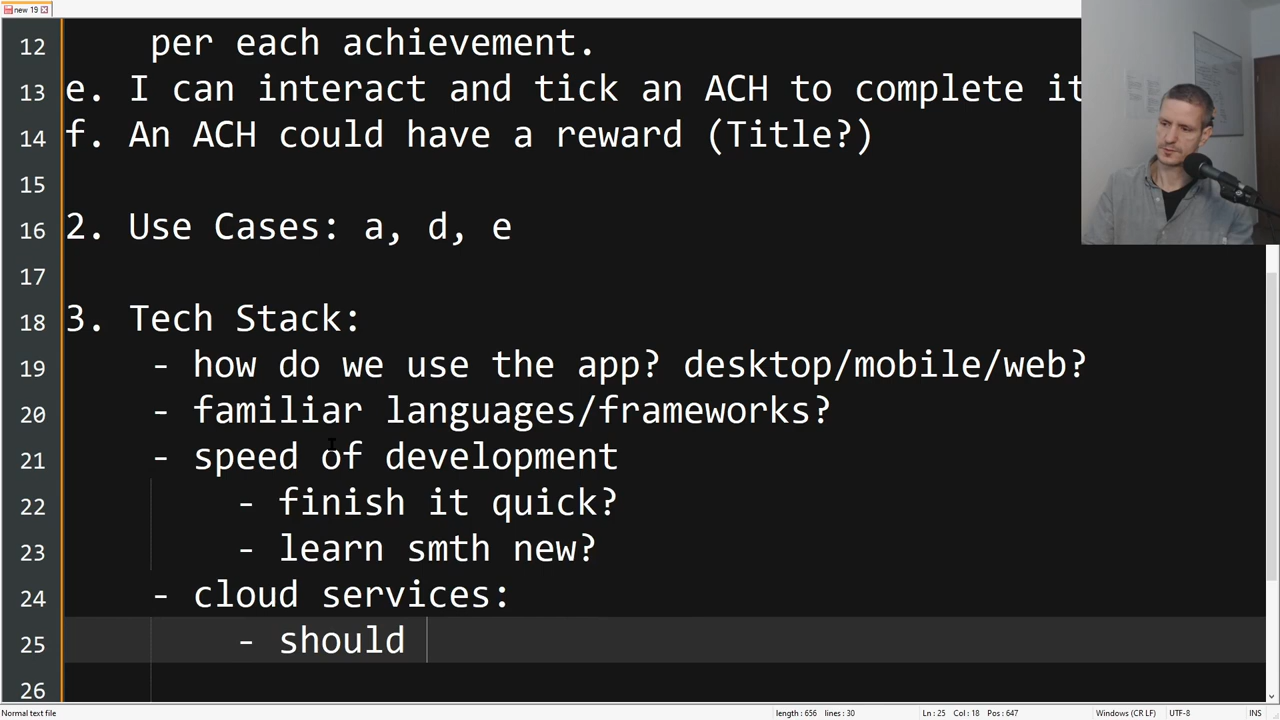 new 19
12 per each achievement.
13 e. I can interact and tick an ACH to complete it
14 f. An ACH could have a reward (Title?)
15
16 2. Use Cases: a, d, e
17
18 3. Tech Stack:
19 - how do we use the app? desktop/mobile/web?
20 - familiar languages/frameworks?
21 - speed of development
22 - finish it quick?
23 - learn smth new?
24 - cloud services:
25 - should
26
Normal text file length : 656 lines : 30 Ln : 25 Col : 18 Pos : 647 Windows (CR LF) UTF-8 INS